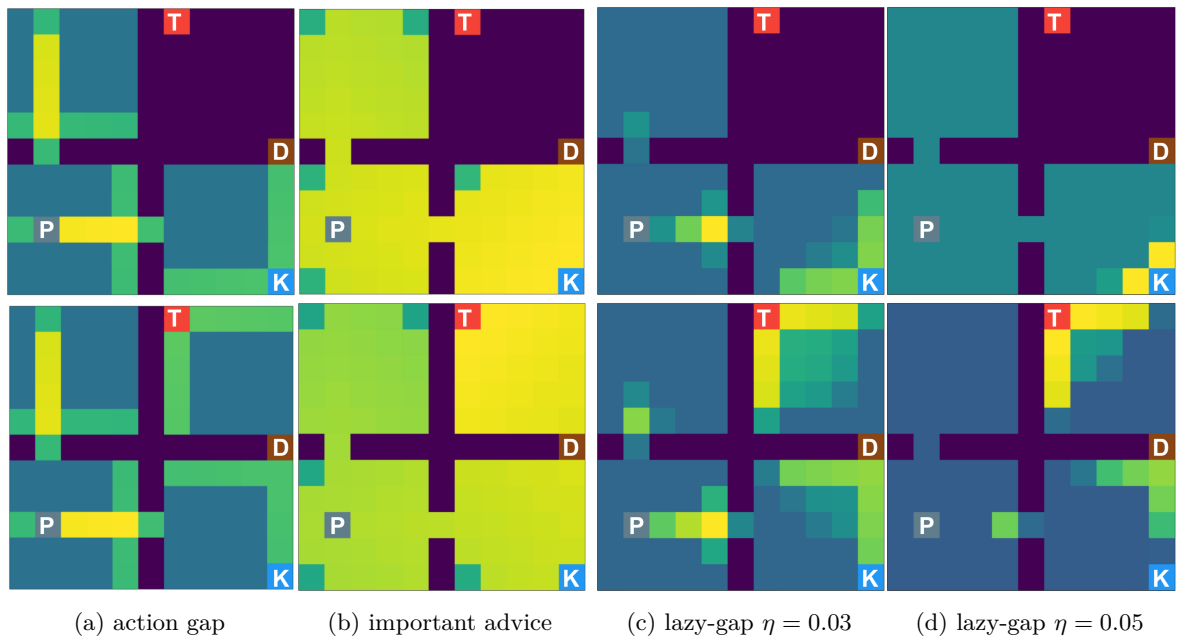 T T T T
D D D D
P P P P
K K K K
T T T T
D D D D
P P P P
K K K K
(a) action gap (b) important advice (c) lazy-gap η = 0.03 (d) lazy-gap η = 0.05